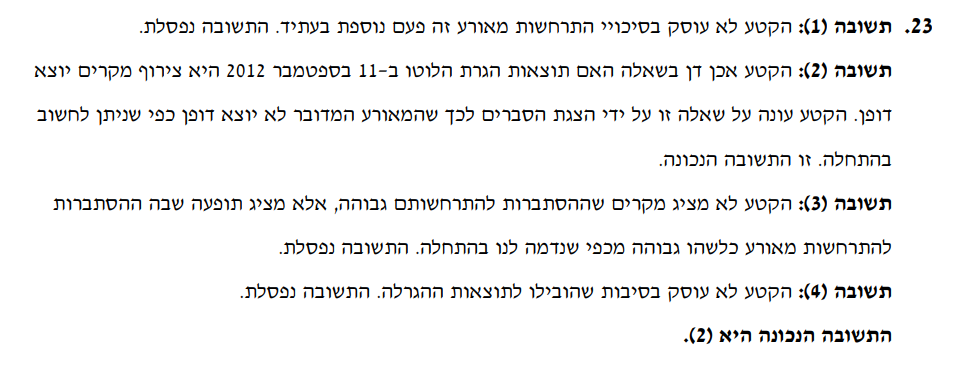 23. תשובה (1): הקטע לא עוסק בסיכויי התרחשות מאורע זה פעם נוספת בעתיד. התשובה נפסלת.
תשובה (2): הקטע אכן דן בשאלה האם תוצאות הגרת הלוטו ב-11 בספטמבר 2012 היא צירוף מקרים יוצא
דופן. הקטע עונה על שאלה זו על ידי הצגת הסברים לכך שהמאורע המדובר לא יוצא דופן כפי שניתן לחשוב
בהתחלה. זו התשובה הנכונה.
תשובה (3): הקטע לא מציג מקרים שההסתברות להתרחשותם גבוהה, אלא מציג תופעה שבה ההסתברות
להתרחשות מאורע כלשהו גבוהה מכפי שנדמה לנו בהתחלה. התשובה נפסלת.
תשובה (4): הקטע לא עוסק בסיבות שהובילו לתוצאות ההגרלה. התשובה נפסלת.
התשובה הנכונה היא (2).